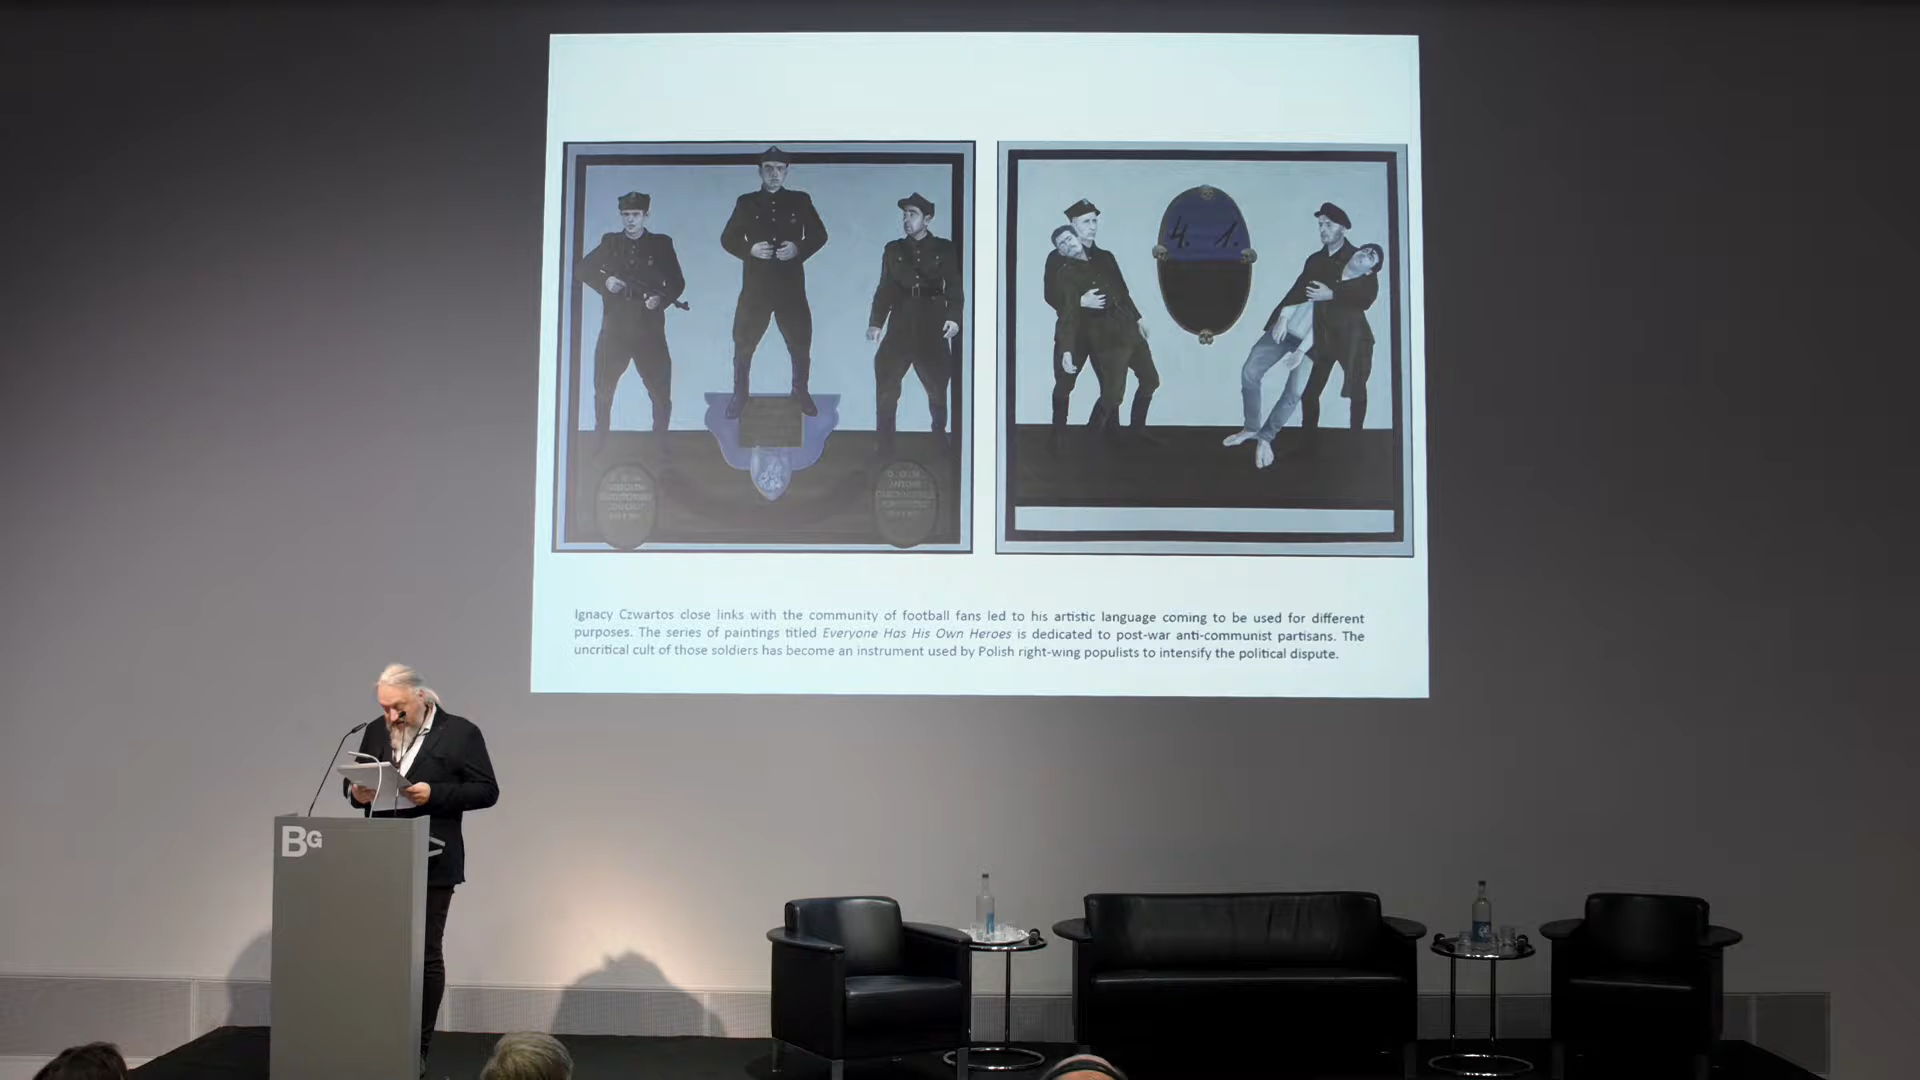 4. 1.
Ignacy Czwartos close links with the community of football fans led to his artistic language coming to be used for different
purposes. The series of paintings titled Everyone Has His Own Heroes is dedicated to post-war anti-communist partisans. The
uncritical cult of those soldiers has become an instrument used by Polish right-wing populists to intensify the political dispute.
BG